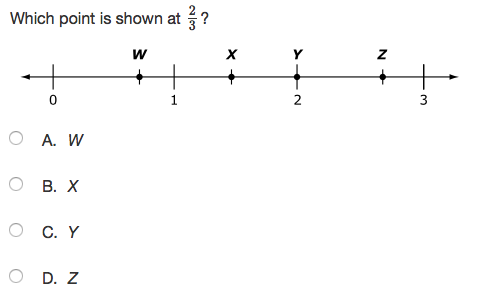 Which point is shown at 2/3 ?
W X Y Z
0 1 2 3
A. W
B. X
C. Y
D. Z